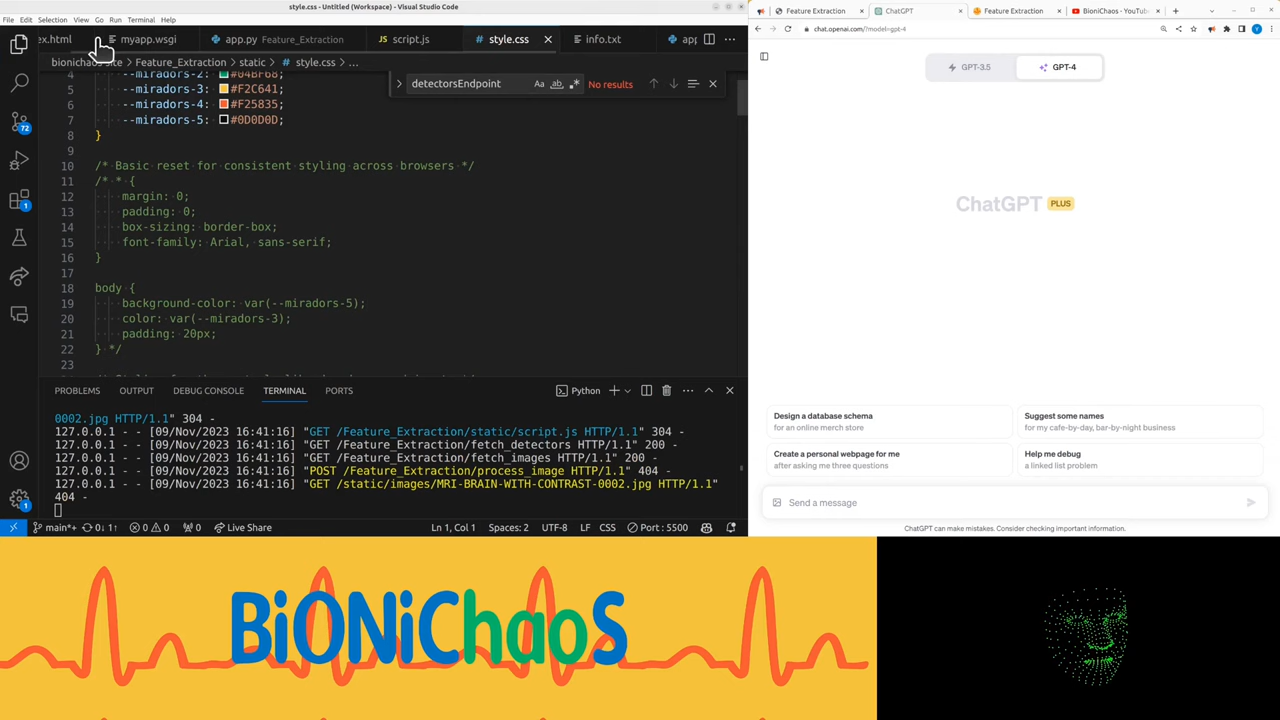 style.css - Untitled (Workspace) - Visual Studio Code
File Edit Selection View Go Run Terminal Help
ex.html
app.py Feature_Extraction
script.js
style.css
info.txt
bionichaos site > Feature_Extraction > static > # style.css > ...
detectorsEndpoint
Aa ab
No results
4 --miradors-2: #04BF68;
5 --miradors-3: #F2C641;
6 --miradors-4: #F25835;
7 --miradors-5: #0D0D0D;
8 }
9
10 /* Basic reset for consistent styling across browsers */
11 /* * {
12 margin: 0;
13 padding: 0;
14 box-sizing: border-box;
15 font-family: Arial, sans-serif;
16 }
17
18 body {
19 background-color: var(--miradors-5);
20 color: var(--miradors-3);
21 padding: 20px;
22 } */
23
PROBLEMS OUTPUT DEBUG CONSOLE TERMINAL PORTS
Python
0002.jpg HTTP/1.1" 304 -
127.0.0.1 - - [09/Nov/2023 16:41:16] "GET /Feature_Extraction/static/script.js HTTP/1.1" 304 -
127.0.0.1 - - [09/Nov/2023 16:41:16] "GET /Feature_Extraction/fetch_detectors HTTP/1.1" 200 -
127.0.0.1 - - [09/Nov/2023 16:41:16] "GET /Feature_Extraction/fetch_images HTTP/1.1" 200 -
127.0.0.1 - - [09/Nov/2023 16:41:16] "POST /Feature_Extraction/process_image HTTP/1.1" 404 -
127.0.0.1 - - [09/Nov/2023 16:41:16] "GET /static/images/MRI-BRAIN-WITH-CONTRAST-0002.jpg HTTP/1.1"
404 -
72
1
1
main*+ 0↓ 1↑ 0 0 0 Live Share
Ln 1, Col 1 Spaces: 2 UTF-8 LF CSS Port: 5500
Feature Extraction
ChatGPT
Feature Extraction
BioniChaos - YouTube
chat.openai.com/?model=gpt-4
GPT-3.5
GPT-4
ChatGPT PLUS
Design a database schema
for an online merch store
Suggest some names
for my cafe-by-day, bar-by-night business
Create a personal webpage for me
after asking me three questions
Help me debug
a linked list problem
Send a message
ChatGPT can make mistakes. Consider checking important information.
BiONiChaoS